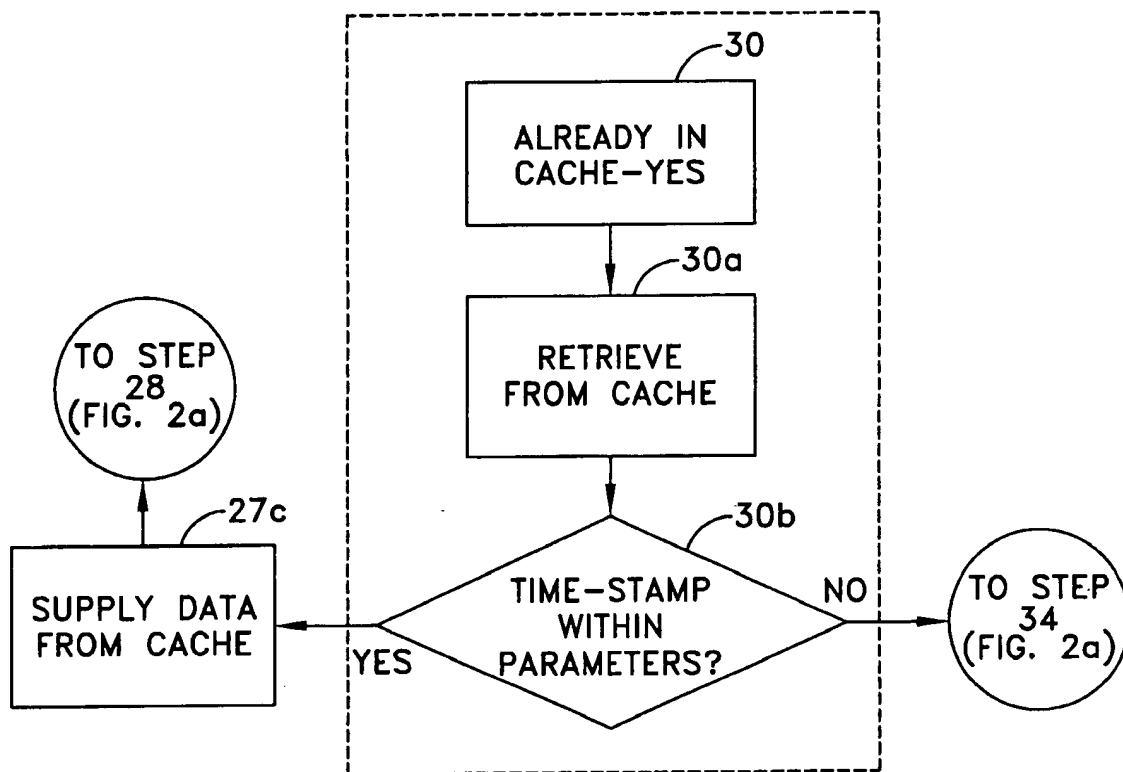 30
ALREADY IN
CACHE-YES
30a
RETRIEVE
FROM CACHE
TO STEP
28
(FIG. 2a)
27c
SUPPLY DATA
FROM CACHE
30b
TIME-STAMP
WITHIN
PARAMETERS?
YES
NO
TO STEP
34
(FIG. 2a)